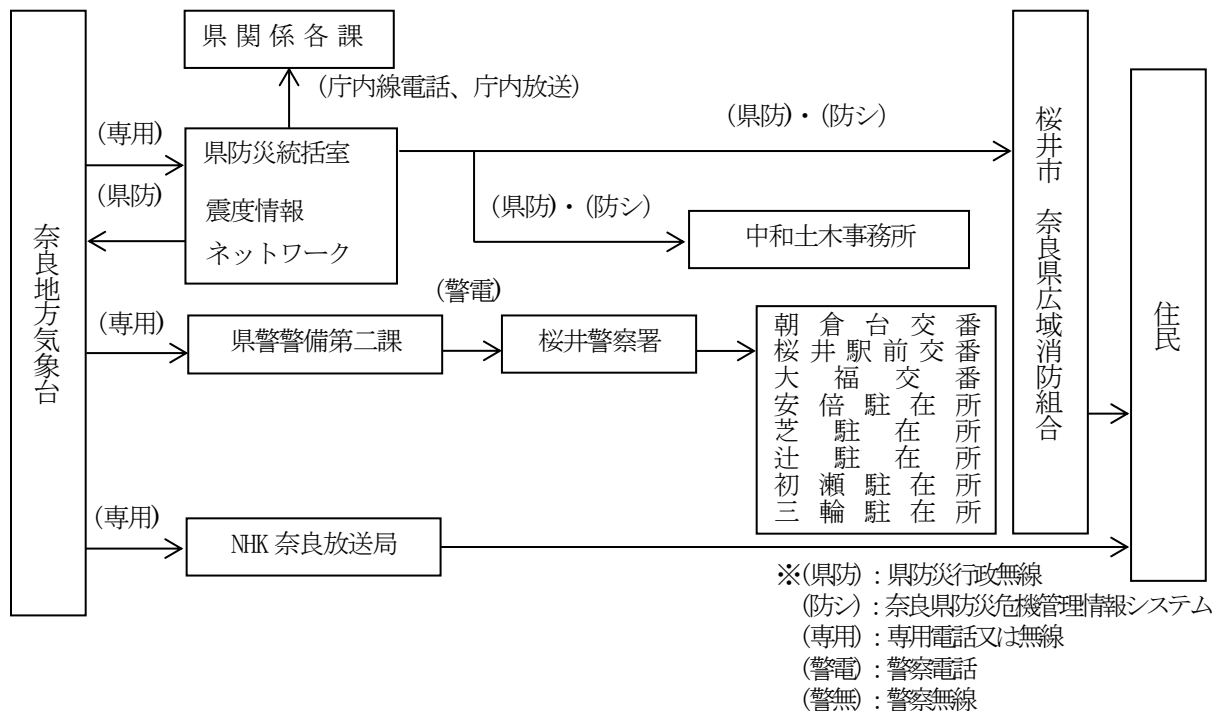 奈良地方気象台
県関係各課
(庁内線電話、庁内放送)
(専用)
(県防)
県防災統括室
震度情報
ネットワーク
(県防)・(防シ)
(県防)・(防シ)
中和土木事務所
桜井市 奈良県広域消防組合
住民
(専用)
県警警備第二課
(警電)
桜井警察署
朝倉台交番
桜井駅前交番
大福交番
安倍駐在所
芝駐在所
辻駐在所
初瀬駐在所
三輪駐在所
(専用)
NHK 奈良放送局
※(県防)：県防災行政無線
(防シ)：奈良県防災危機管理情報システム
(専用)：専用電話又は無線
(警電)：警察電話
(警無)：警察無線